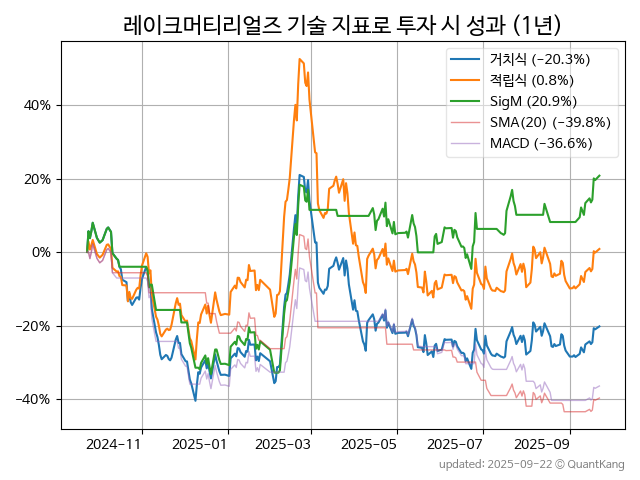 레이크머티리얼즈 기술 지표로 투자 시 성과 (1년)
거치식 (−20.3%)
적립식 (0.8%)
SigM (20.9%)
SMA(20) (−39.8%)
MACD (−36.6%)
40%
20%
0%
−20%
−40%
2024-11 2025-01 2025-03 2025-05 2025-07 2025-09
updated: 2025-09-22 © QuantKang